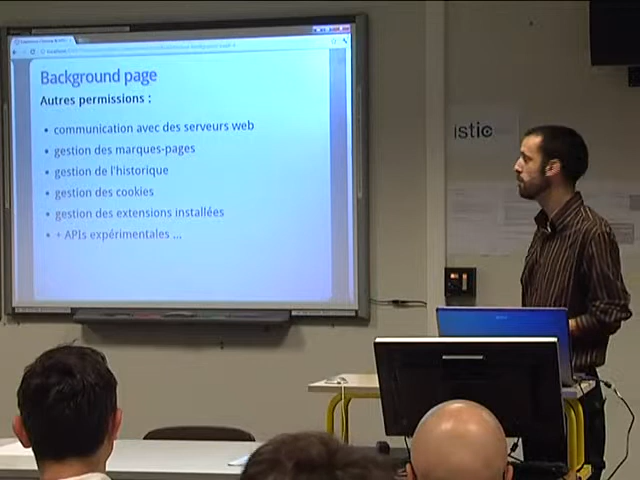 Background page
Autres permissions :
• communication avec des serveurs web
• gestion des marques-pages
• gestion de l'historique
• gestion des cookies
• gestion des extensions installées
• + APIs expérimentales ...
istic